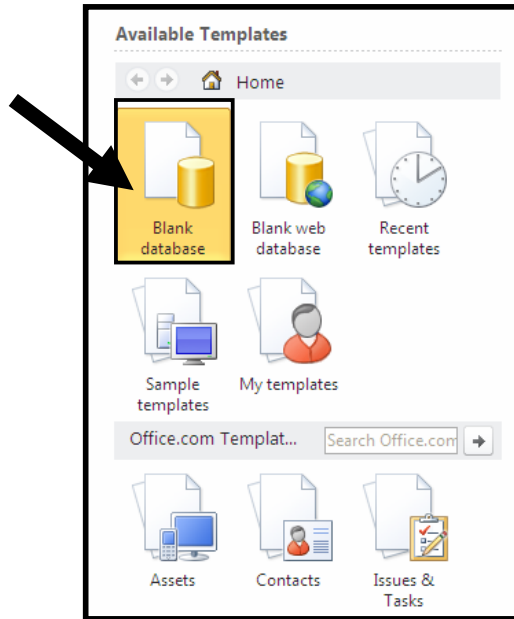 Available Templates
Home
Blank database
Blank web database
Recent templates
Sample templates
My templates
Office.com Templat...
Search Office.com
Assets
Contacts
Issues & Tasks